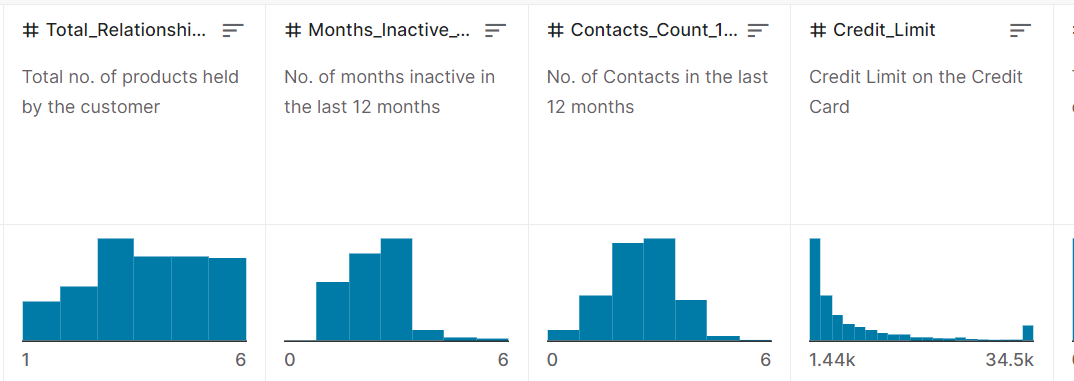 # Total_Relationshi...
Total no. of products held
by the customer
1
6
# Months_Inactive_...
No. of months inactive in
the last 12 months
0
6
# Contacts_Count_1...
No. of Contacts in the last
12 months
0
6
# Credit_Limit
Credit Limit on the Credit
Card
1.44k
34.5k